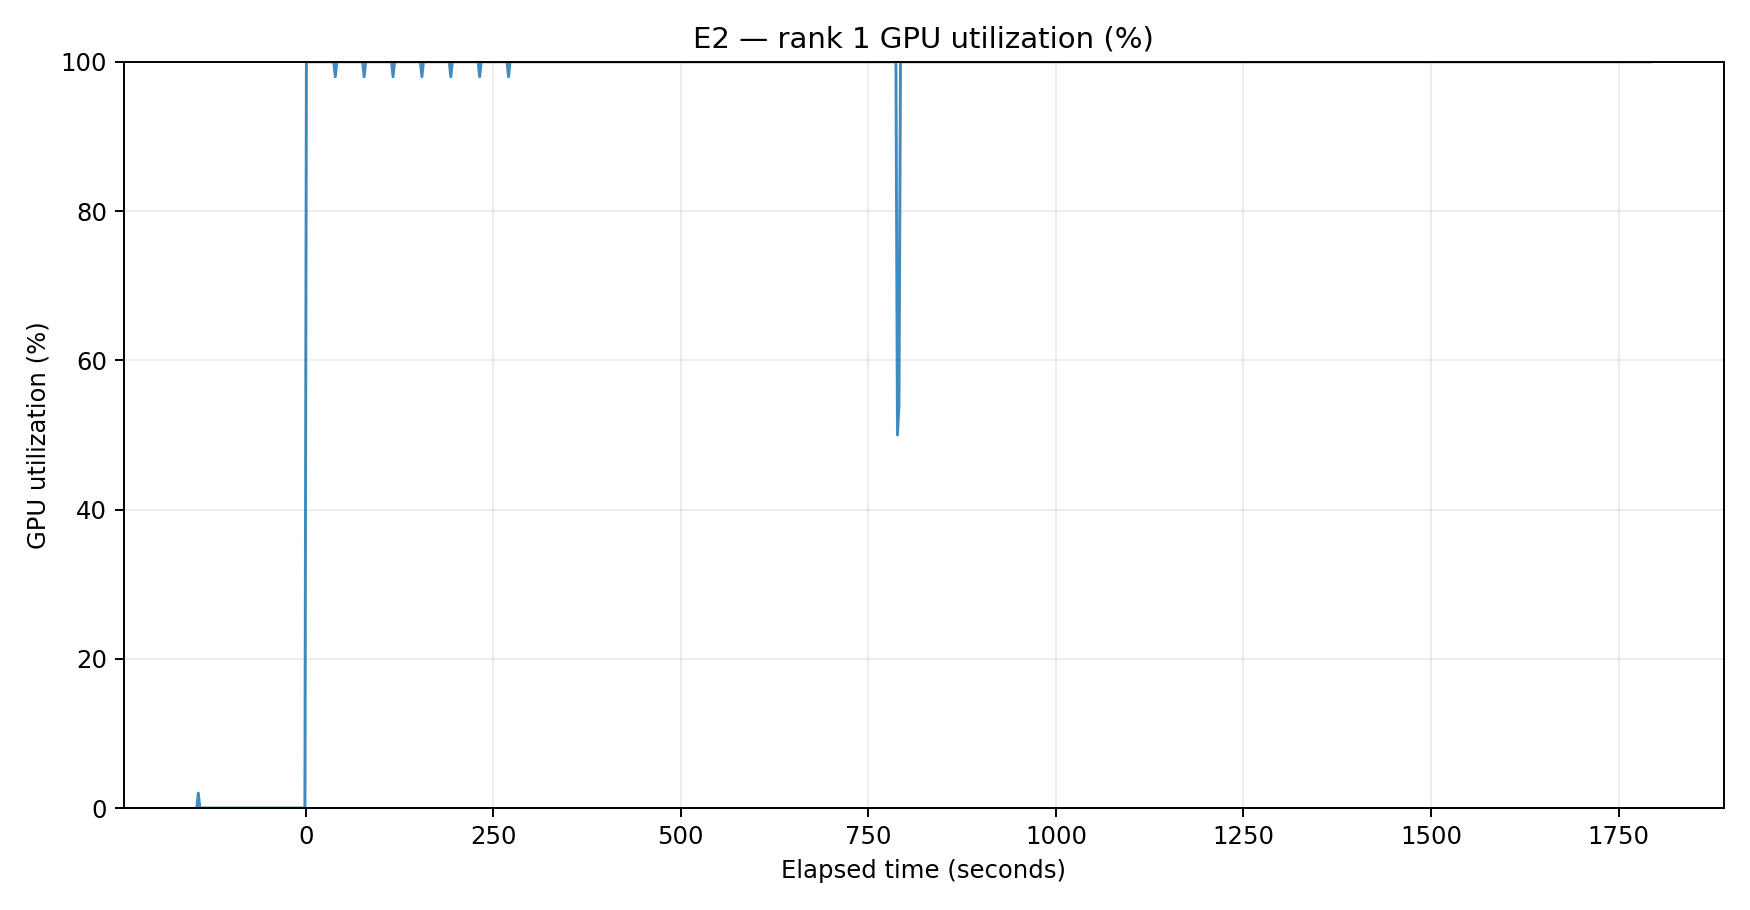 E2 — rank 1 GPU utilization (%)
100
80
60
40
20
0
GPU utilization (%)
0 250 500 750 1000 1250 1500 1750
Elapsed time (seconds)